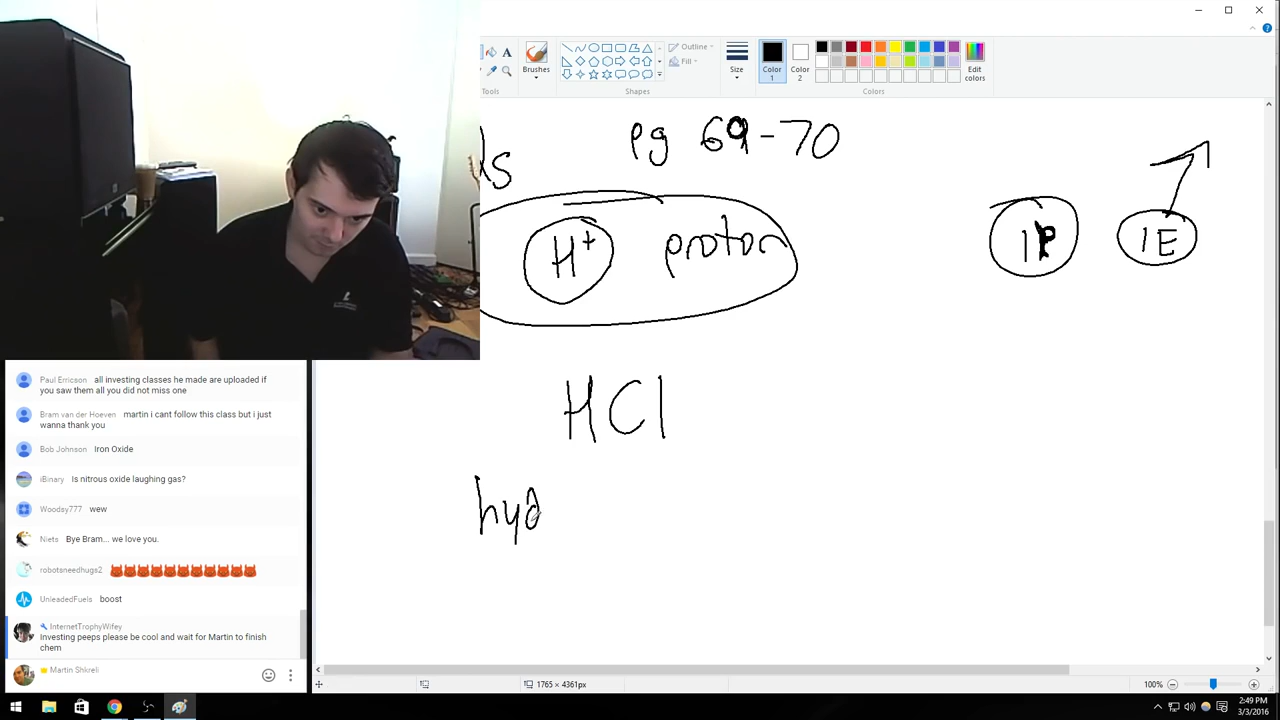 Brushes
Outline
Fill
Size
Color 1
Color 2
Edit colors
Tools
Shapes
Colors
ds
pg 69-70
H+ proton
1P
1E
HCl
hyd
Paul Erricson all investing classes he made are uploaded if
you saw them all you did not miss one
Bram van der Hoeven martin i cant follow this class but i just
wanna thank you
Bob Johnson Iron Oxide
iBinary Is nitrous oxide laughing gas?
Woodsy777 wew
Niets Bye Bram... we love you.
robotsneedhugs2
UnleadedFuels boost
InternetTrophyWifey
Investing peeps please be cool and wait for Martin to finish
chem
Martin Shkreli
1765 × 4361px
100%
2:49 PM
3/3/2016